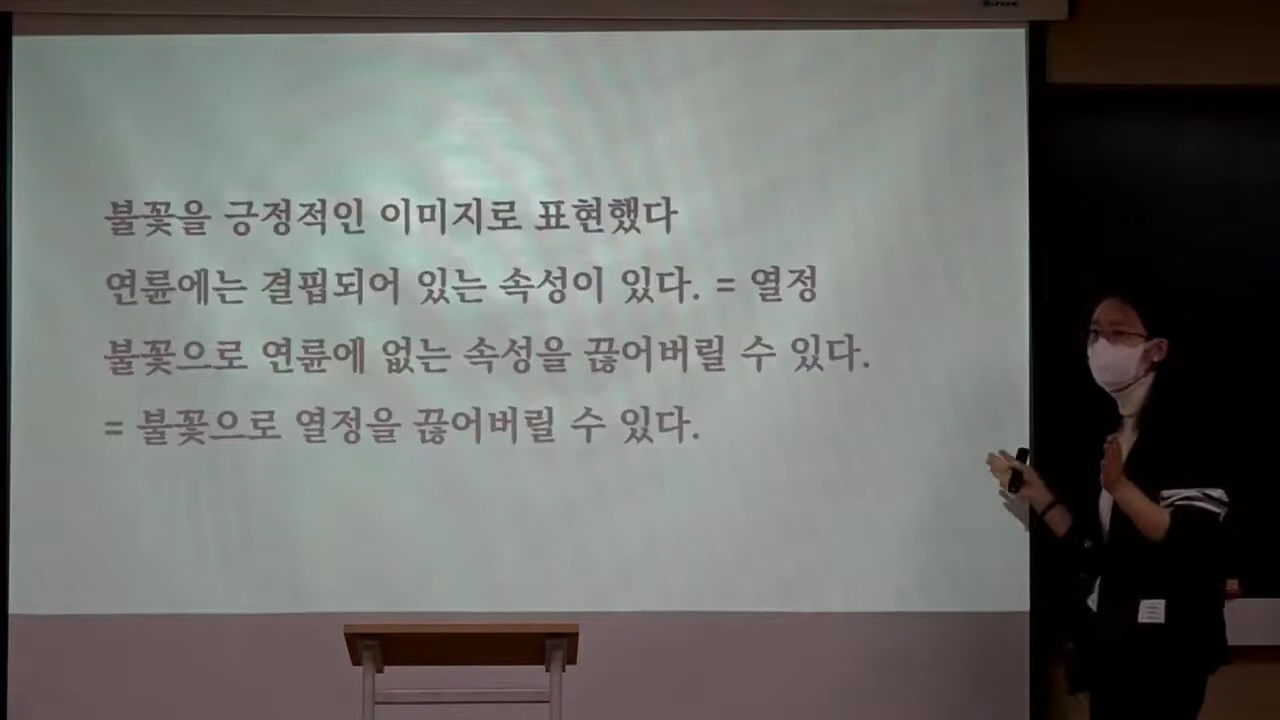 불꽃을 긍정적인 이미지로 표현했다
연륜에는 결핍되어 있는 속성이 있다. = 열정
불꽃으로 연륜에 없는 속성을 끊어버릴 수 있다.
= 불꽃으로 열정을 끊어버릴 수 있다.